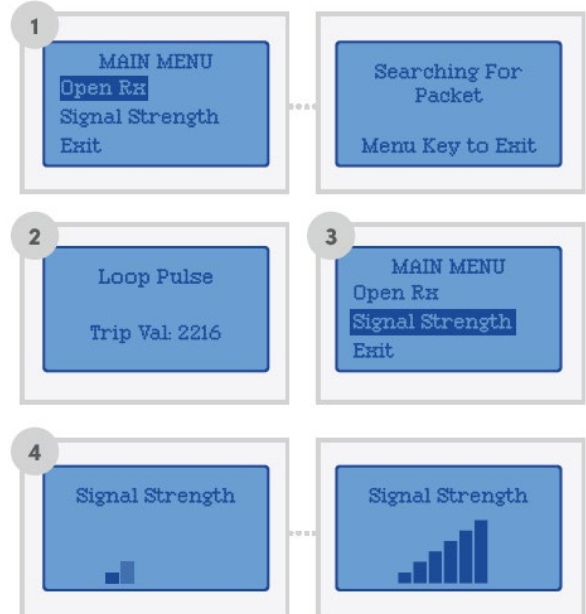 1
MAIN MENU
Open Rx
Signal Strength
Exit
Searching For
Packet
Menu Key to Exit
2
Loop Pulse
Trip Val: 2216
3
MAIN MENU
Open Rx
Signal Strength
Exit
4
Signal Strength
Signal Strength